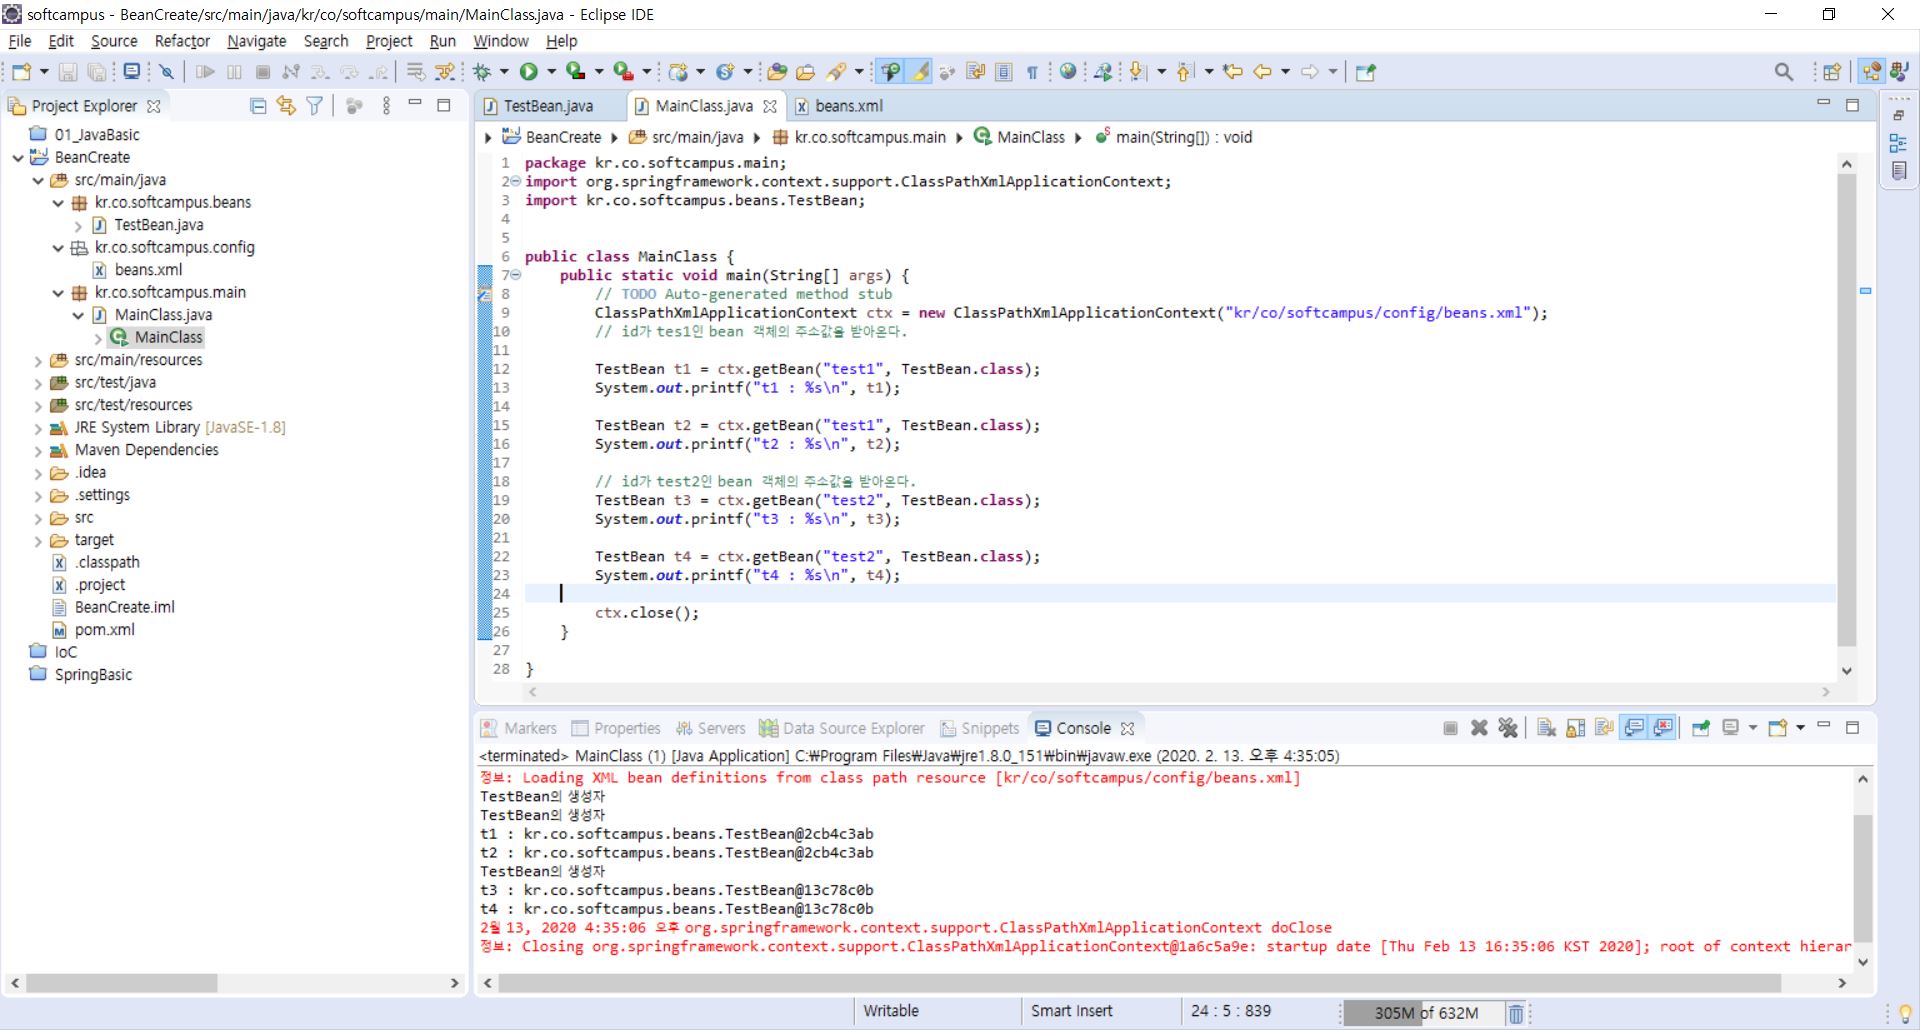 softcampus - BeanCreate/src/main/java/kr/co/softcampus/main/MainClass.java - Eclipse IDE
File Edit Source Refactor Navigate Search Project Run Window Help
Project Explorer
01_JavaBasic
BeanCreate
src/main/java
kr.co.softcampus.beans
TestBean.java
kr.co.softcampus.config
beans.xml
kr.co.softcampus.main
MainClass.java
MainClass
src/main/resources
src/test/java
src/test/resources
JRE System Library [JavaSE-1.8]
Maven Dependencies
.idea
.settings
src
target
.classpath
.project
BeanCreate.iml
pom.xml
IoC
SpringBasic
TestBean.java MainClass.java beans.xml
BeanCreate src/main/java kr.co.softcampus.main MainClass main(String[]) : void
1 package kr.co.softcampus.main;
2 import org.springframework.context.support.ClassPathXmlApplicationContext;
3 import kr.co.softcampus.beans.TestBean;
4
5
6 public class MainClass {
7     public static void main(String[] args) {
8         // TODO Auto-generated method stub
9         ClassPathXmlApplicationContext ctx = new ClassPathXmlApplicationContext("kr/co/softcampus/config/beans.xml");
10         // id가 tes1인 bean 객체의 주소값을 받아온다.
11
12         TestBean t1 = ctx.getBean("test1", TestBean.class);
13         System.out.printf("t1 : %s\n", t1);
14
15         TestBean t2 = ctx.getBean("test1", TestBean.class);
16         System.out.printf("t2 : %s\n", t2);
17
18         // id가 test2인 bean 객체의 주소값을 받아온다.
19         TestBean t3 = ctx.getBean("test2", TestBean.class);
20         System.out.printf("t3 : %s\n", t3);
21
22         TestBean t4 = ctx.getBean("test2", TestBean.class);
23         System.out.printf("t4 : %s\n", t4);
24
25         ctx.close();
26     }
27
28 }
Markers Properties Servers Data Source Explorer Snippets Console
<terminated> MainClass (1) [Java Application] C:₩Program Files₩Java₩jre1.8.0_151₩bin₩javaw.exe (2020. 2. 13. 오후 4:35:05)
정보: Loading XML bean definitions from class path resource [kr/co/softcampus/config/beans.xml]
TestBean의 생성자
TestBean의 생성자
t1 : kr.co.softcampus.beans.TestBean@2cb4c3ab
t2 : kr.co.softcampus.beans.TestBean@2cb4c3ab
TestBean의 생성자
t3 : kr.co.softcampus.beans.TestBean@13c78c0b
t4 : kr.co.softcampus.beans.TestBean@13c78c0b
2월 13, 2020 4:35:06 오후 org.springframework.context.support.ClassPathXmlApplicationContext doClose
정보: Closing org.springframework.context.support.ClassPathXmlApplicationContext@1a6c5a9e: startup date [Thu Feb 13 16:35:06 KST 2020]; root of context hierar
Writable Smart Insert 24 : 5 : 839 305M of 632M